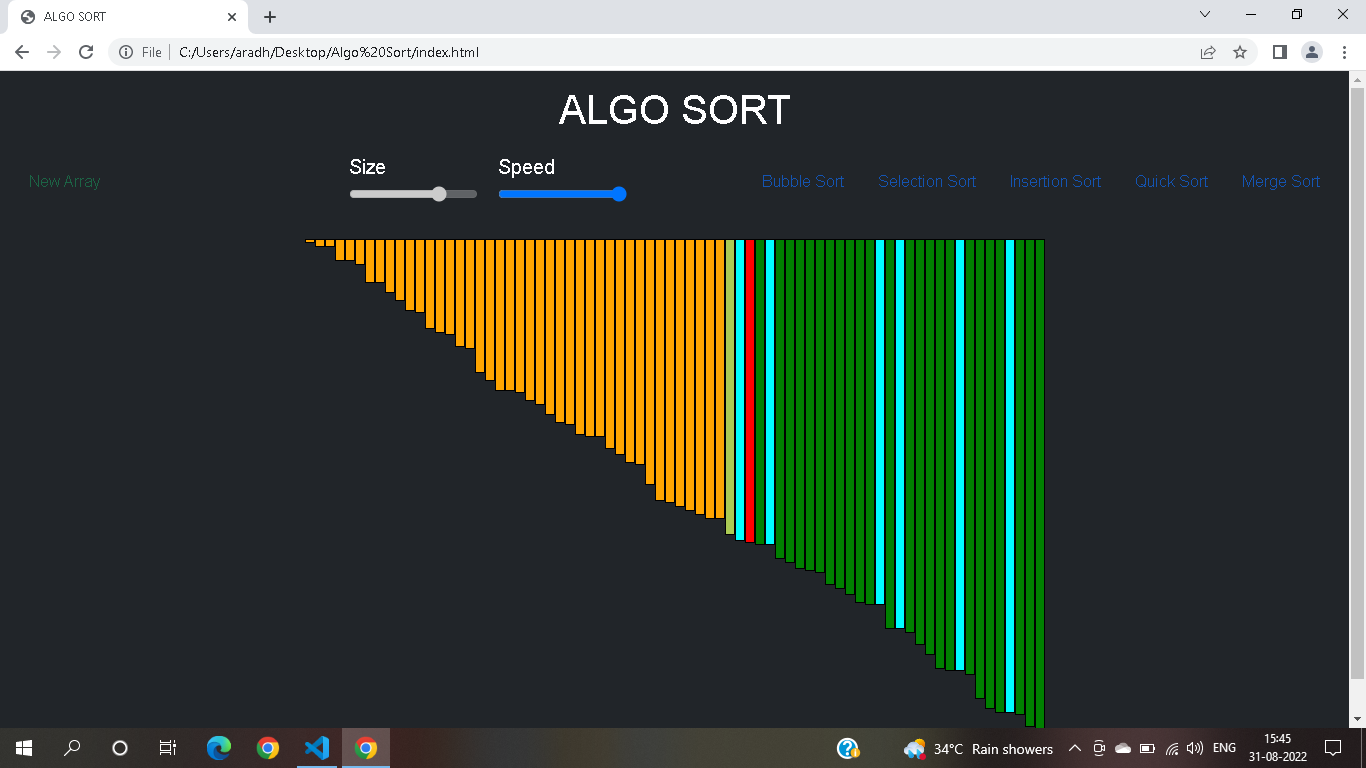 ALGO SORT
File
C:/Users/aradh/Desktop/Algo%20Sort/index.html
ALGO SORT
New Array
Size
Speed
Bubble Sort
Selection Sort
Insertion Sort
Quick Sort
Merge Sort
34°C Rain showers
ENG
15:45
31-08-2022